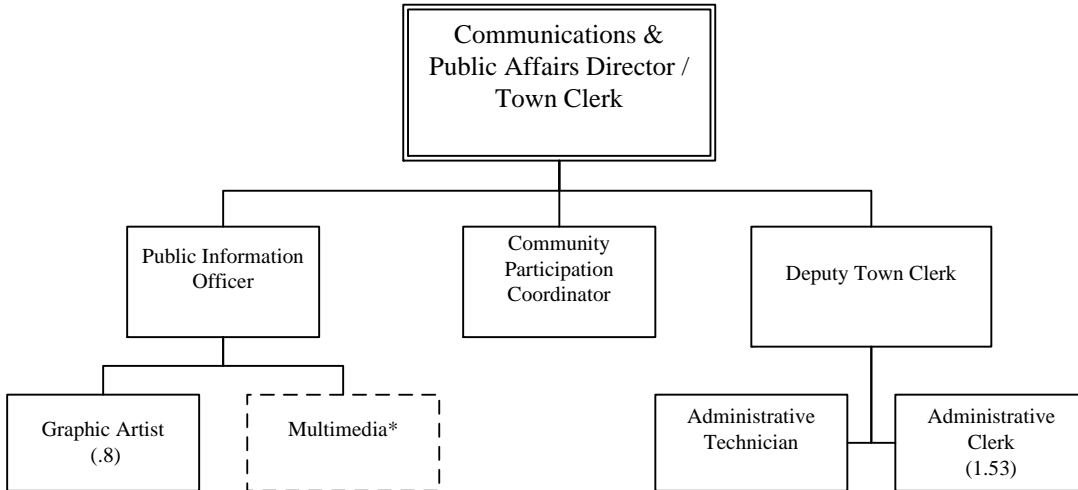 Communications &
Public Affairs Director /
Town Clerk
Public Information
Officer
Community
Participation
Coordinator
Deputy Town Clerk
Graphic Artist
(.8)
Multimedia*
Administrative
Technician
Administrative
Clerk
(1.53)